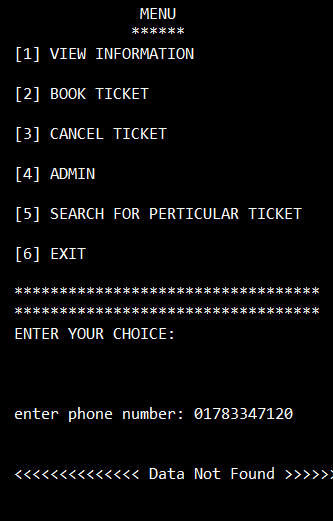 MENU
******
[1] VIEW INFORMATION
[2] BOOK TICKET
[3] CANCEL TICKET
[4] ADMIN
[5] SEARCH FOR PERTICULAR TICKET
[6] EXIT
**********************************
**********************************
ENTER YOUR CHOICE:
enter phone number: 01783347120
<<<<<<<<<<<<<< Data Not Found >>>>>>